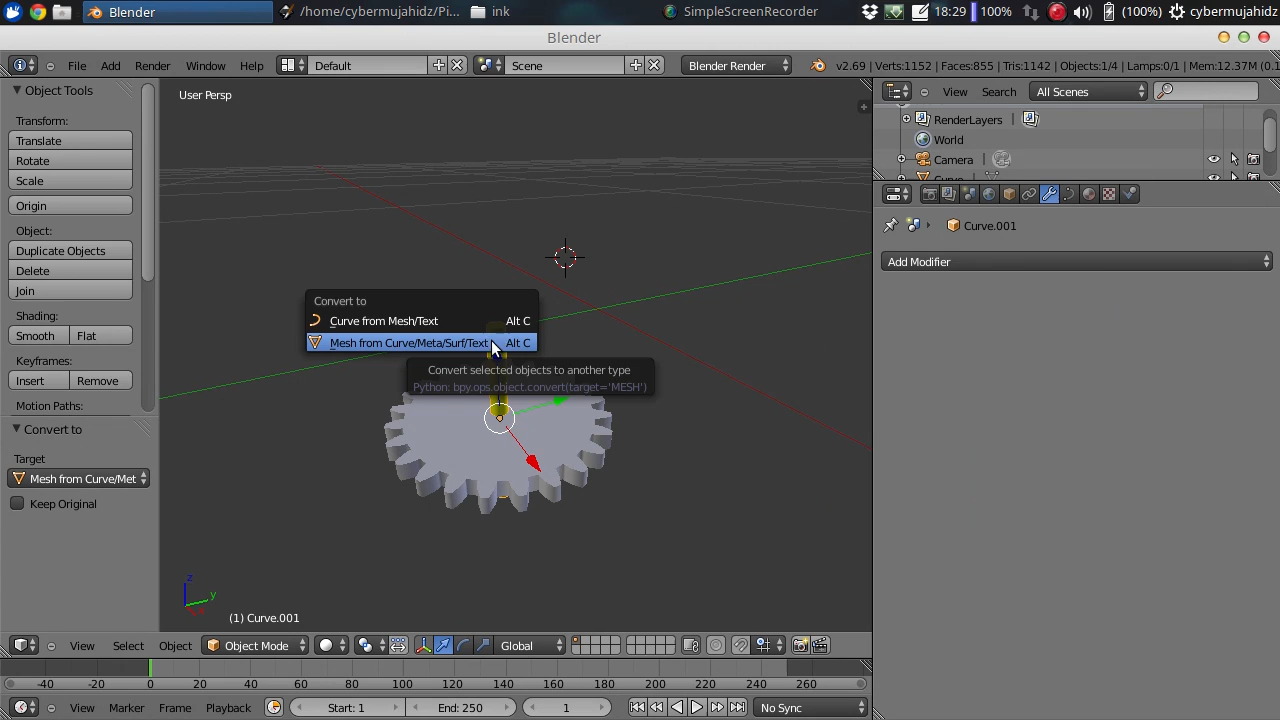 Blender
/home/cybermujahidz/Pi...
ink
SimpleScreenRecorder
18:29
100%
(100%)
cybermujahidz
Blender
File
Add
Render
Window
Help
Default
Scene
Blender Render
v2.69 | Verts:1152 | Faces:855 | Tris:1142 | Objects:1/4 | Lamps:0/1 | Mem:12.37M (0.1
Object Tools
Transform:
Translate
Rotate
Scale
Origin
Object:
Duplicate Objects
Delete
Join
Shading:
Smooth
Flat
Keyframes:
Insert
Remove
Motion Paths:
Convert to
Target
Mesh from Curve/Met
Keep Original
User Persp
Convert to
Curve from Mesh/Text Alt C
Mesh from Curve/Meta/Surf/Text Alt C
Convert selected objects to another type
Python: bpy.ops.object.convert(target='MESH')
z
y
(1) Curve.001
View
Search
All Scenes
RenderLayers
World
Camera
Curve.001
Add Modifier
View
Select
Object
Object Mode
Global
-40 -20 0 20 40 60 80 100 120 140 160 180 200 220 240 260
View
Marker
Frame
Playback
Start: 1
End: 250
1
No Sync